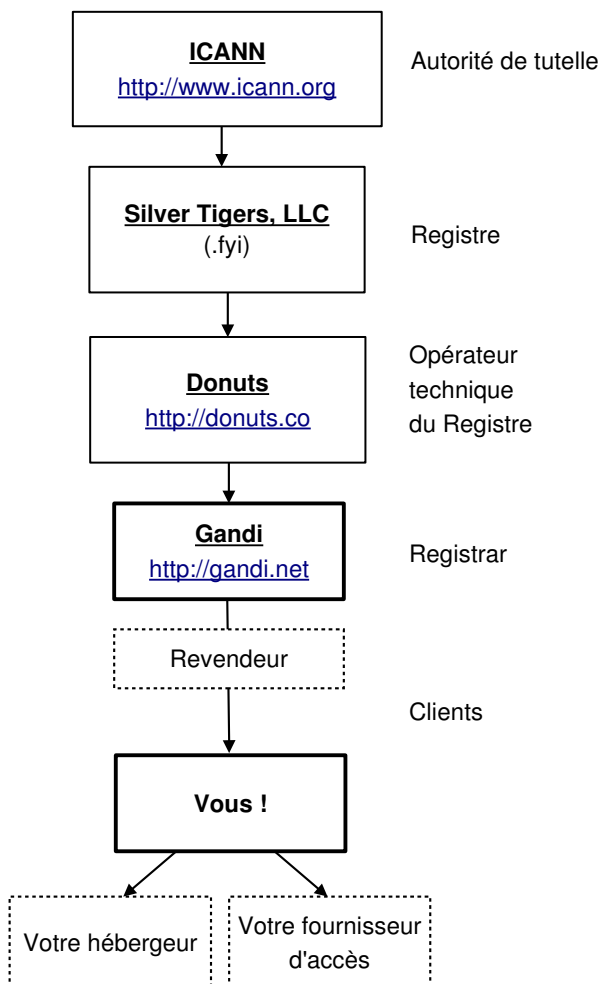 ICANN
http://www.icann.org
Autorité de tutelle
Silver Tigers, LLC
(.fyi)
Registre
Donuts
http://donuts.co
Opérateur
technique
du Registre
Gandi
http://gandi.net
Registrar
Revendeur
Clients
Vous !
Votre hébergeur
Votre fournisseur
d'accès